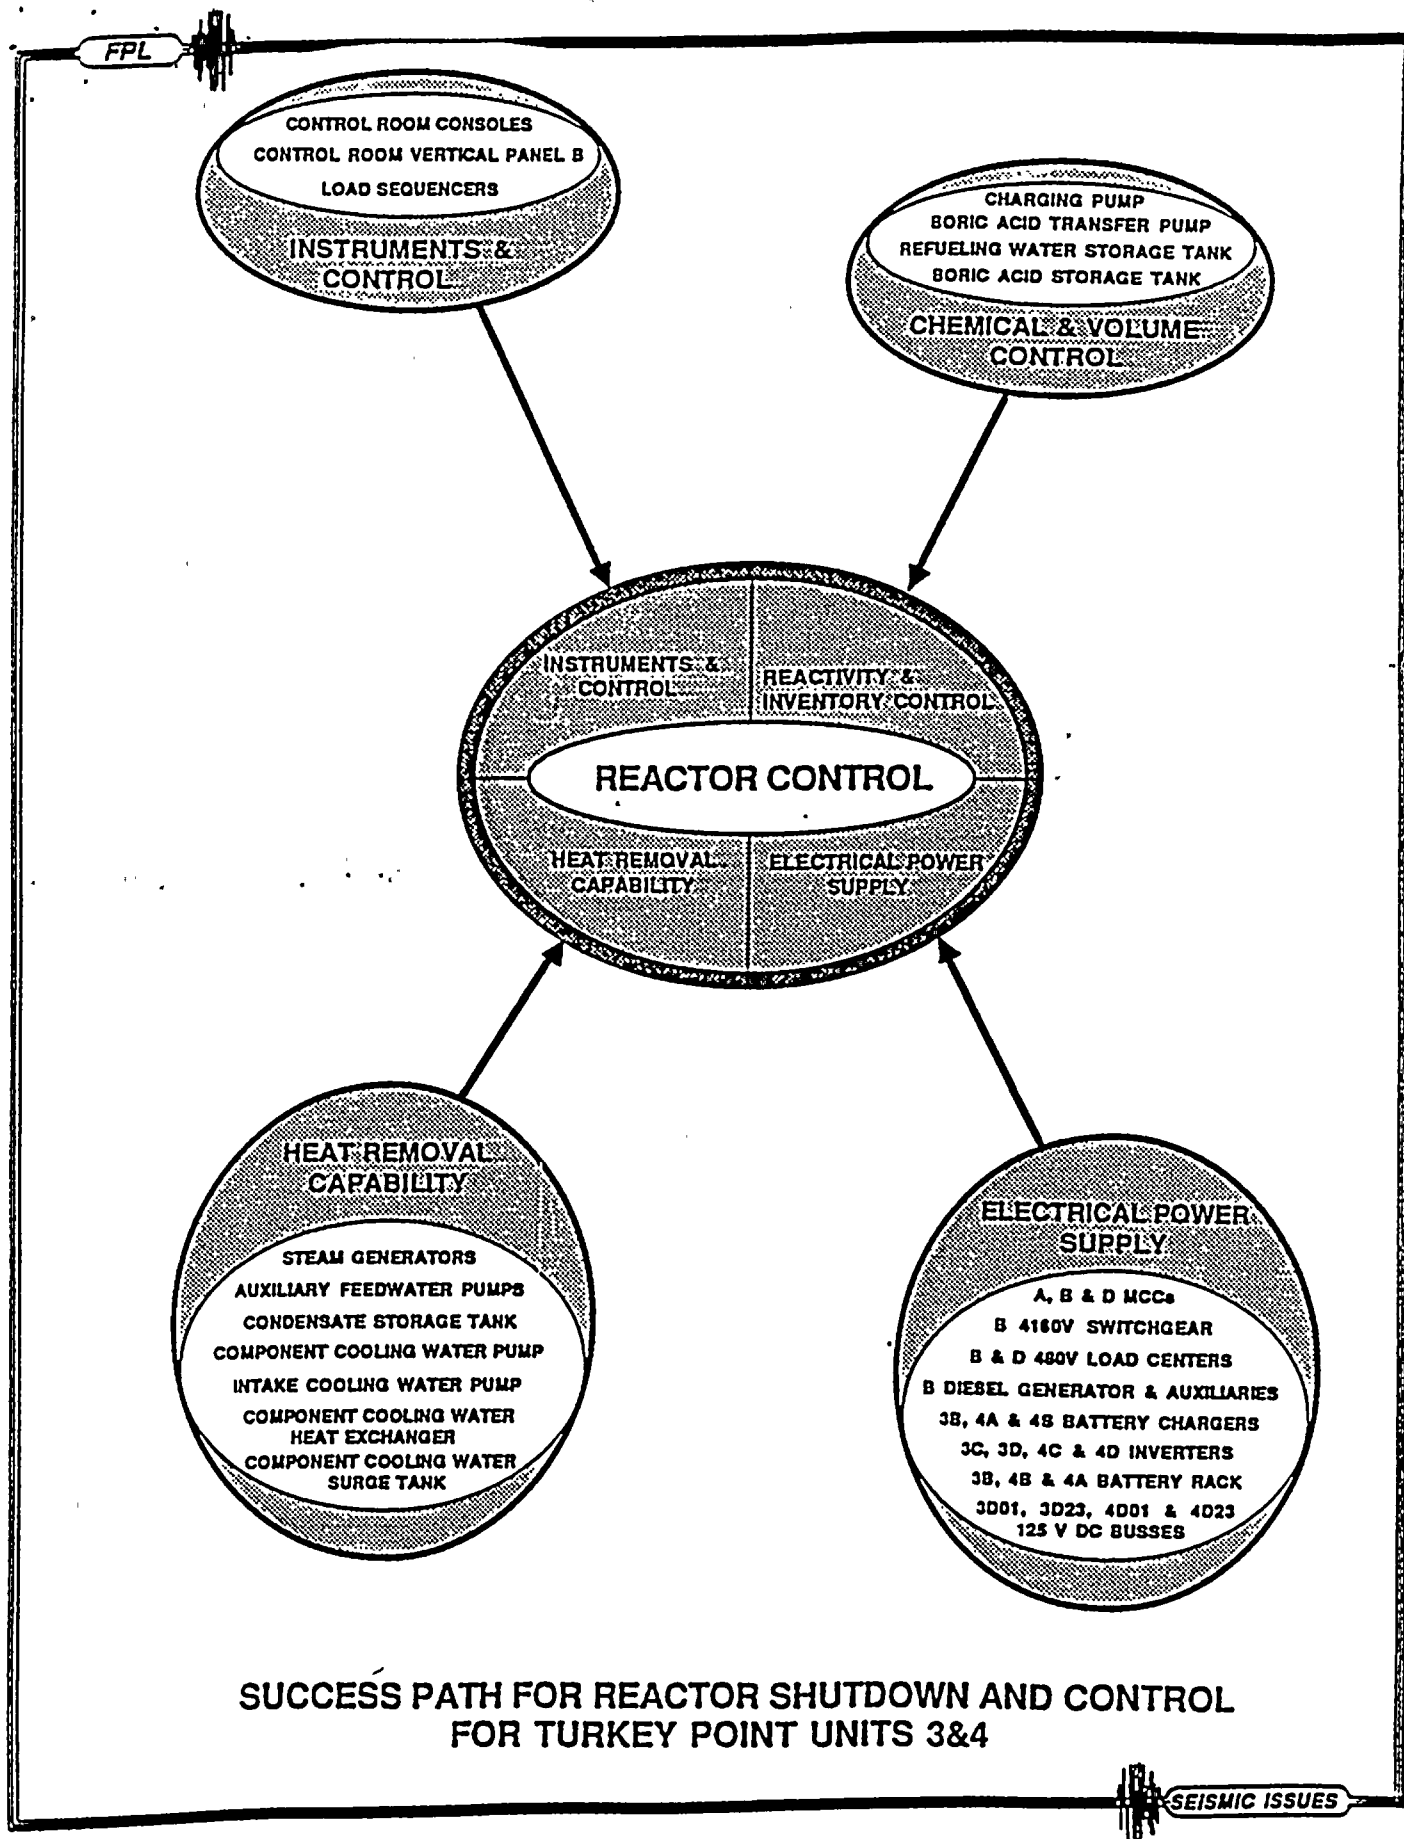 FPL
CONTROL ROOM CONSOLES
CONTROL ROOM VERTICAL PANEL B
LOAD SEQUENCERS
INSTRUMENTS &
CONTROL
CHARGING PUMP
BORIC ACID TRANSFER PUMP
REFUELING WATER STORAGE TANK
BORIC ACID STORAGE TANK
CHEMICAL & VOLUME
CONTROL
INSTRUMENTS &
CONTROL
REACTIVITY &
INVENTORY CONTROL
REACTOR CONTROL
HEAT REMOVAL
CAPABILITY
ELECTRICAL POWER
SUPPLY
HEAT REMOVAL
CAPABILITY
STEAM GENERATORS
AUXILIARY FEEDWATER PUMPS
CONDENSATE STORAGE TANK
COMPONENT COOLING WATER PUMP
INTAKE COOLING WATER PUMP
COMPONENT COOLING WATER
HEAT EXCHANGER
COMPONENT COOLING WATER
SURGE TANK
ELECTRICAL POWER
SUPPLY
A, B & D MCCs
B 4160V SWITCHGEAR
B & D 480V LOAD CENTERS
B DIESEL GENERATOR & AUXILIARIES
3B, 4A & 4B BATTERY CHARGERS
3C, 3D, 4C & 4D INVERTERS
3B, 4B & 4A BATTERY RACK
3D01, 3D23, 4D01 & 4D23
125 V DC BUSSES
SUCCESS PATH FOR REACTOR SHUTDOWN AND CONTROL
FOR TURKEY POINT UNITS 3&4
SEISMIC ISSUES